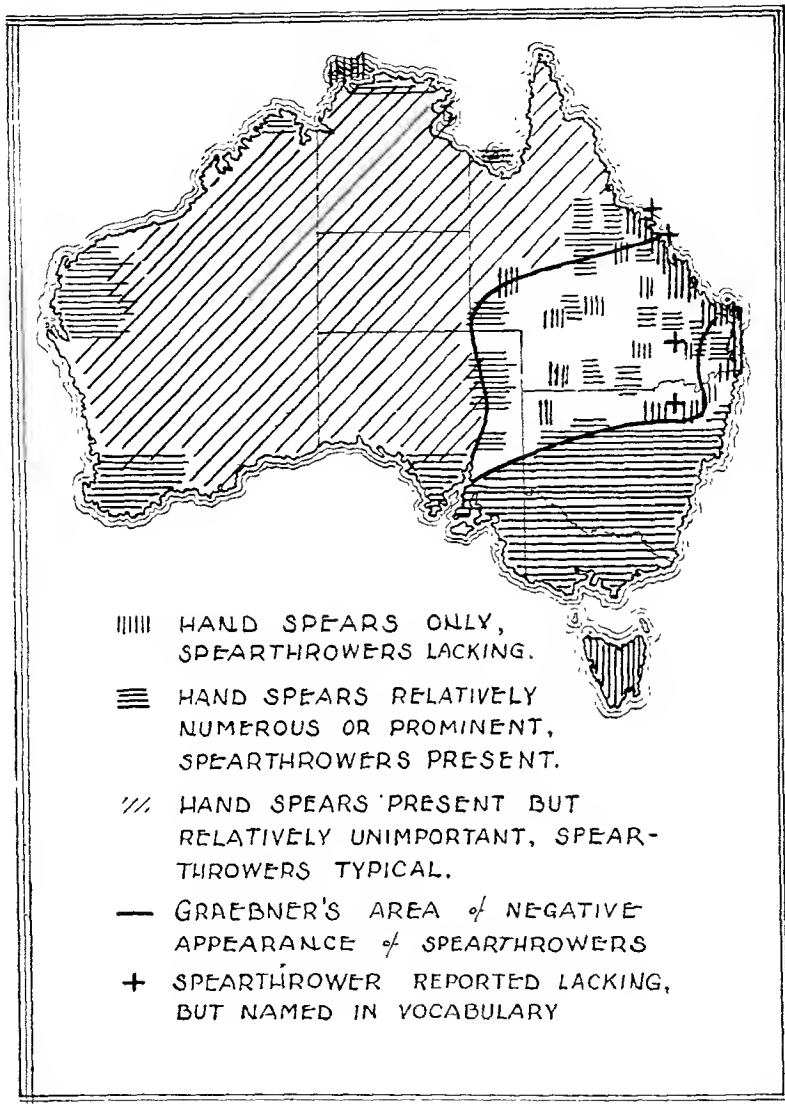 HAND SPEARS ONLY,
SPEARTHROWERS LACKING.
HAND SPEARS RELATIVELY
NUMEROUS OR PROMINENT,
SPEARTHROWERS PRESENT.
HAND SPEARS PRESENT BUT
RELATIVELY UNIMPORTANT, SPEAR-
THROWERS TYPICAL.
GRAEBNER'S AREA of NEGATIVE
APPEARANCE of SPEARTHROWERS
SPEARTHROWER REPORTED LACKING,
BUT NAMED IN VOCABULARY